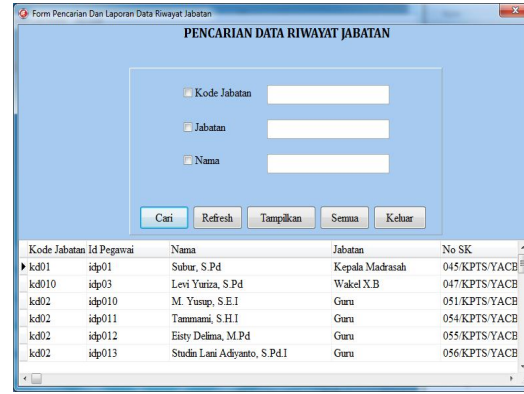 Form Pencarian Dan Laporan Data Riwayat Jabatan
PENCARIAN DATA RIWAYAT JABATAN
Kode Jabatan
Jabatan
Nama
Cari Refresh Tampilkan Semua Keluar
Kode Jabatan Id Pegawai Nama Jabatan No SK
kd01 idp01 Subur, S.Pd Kepala Madrasah 045/KPTS/YACB
kd010 idp03 Levi Yuriza, S.Pd Wakel X.B 047/KPTS/YACB
kd02 idp010 M. Yusup, S.E.I Guru 051/KPTS/YACB
kd02 idp011 Tammami, S.H.I Guru 054/KPTS/YACB
kd02 idp012 Eisty Delima, M.Pd Guru 055/KPTS/YACB
kd02 idp013 Studin Lani Adiyanto, S.Pd.I Guru 056/KPTS/YACB